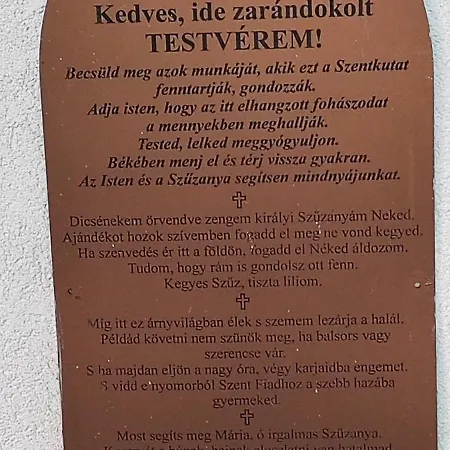 Kedves, ide zarándokolt
TESTVÉREM!
Becsüld meg azok munkáját, akik ezt a Szentkutat
fenntartják, gondozzák.
Adja isten, hogy az itt elhangzott fohászodat
a mennyekben meghallják.
Tested, lelked meggyógyuljon.
Békében menj el és térj vissza gyakran.
Az Isten és a Szűzanya segítsen mindnyájunkat.
Dicsénekem örvendve zengem királyi Szűzanyám Neked.
Ajándékot hozok szívemben fogadd el meg ne vond kegyed.
Ha szenvedés ér itt a földön, fogadd el Néked áldozom.
Tudom, hogy rám is gondolsz ott fenn.
Kegyes Szűz, tiszta liliom.
Míg itt ez árnyvilágban élek s szemem lezárja a halál.
Példád követni nem szűnök meg, ha balsors vagy
szerencse vár.
S ha majdan eljön a nagy óra, végy karjaidba engemet.
S vidd e nyomorból Szent Fiadhoz a szebb hazába
gyermeked.
Most segíts meg Mária, ó irgalmas Szűzanya.